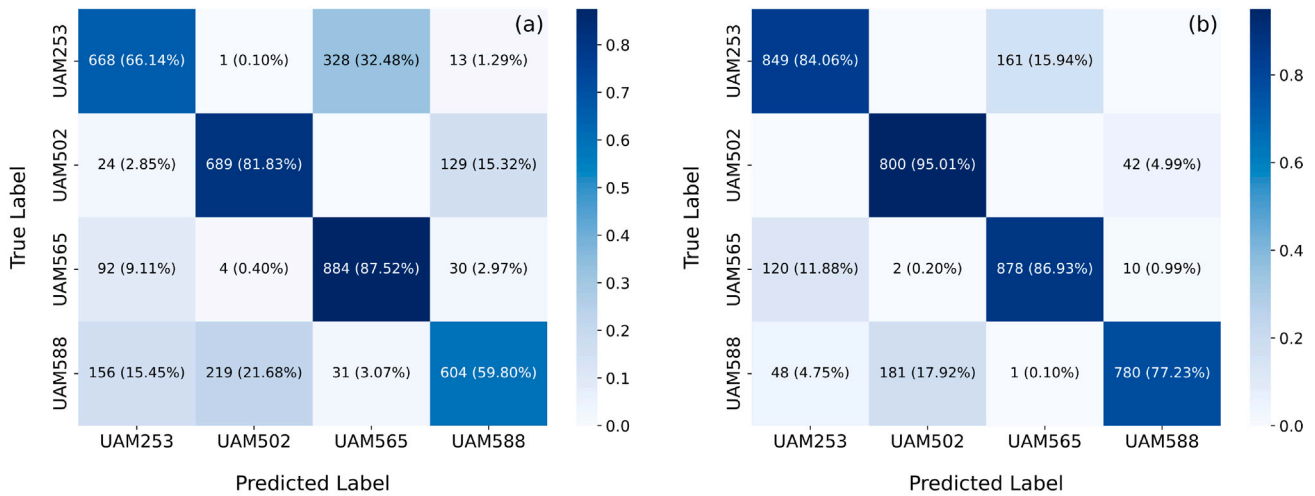 (a)
True Label
UAM253
UAM502
UAM565
UAM588
668 (66.14%) 1 (0.10%) 328 (32.48%) 13 (1.29%)
24 (2.85%) 689 (81.83%) 129 (15.32%)
92 (9.11%) 4 (0.40%) 884 (87.52%) 30 (2.97%)
156 (15.45%) 219 (21.68%) 31 (3.07%) 604 (59.80%)
UAM253 UAM502 UAM565 UAM588
Predicted Label
0.8
0.7
0.6
0.5
0.4
0.3
0.2
0.1
0.0
(b)
True Label
UAM253
UAM502
UAM565
UAM588
849 (84.06%) 161 (15.94%)
800 (95.01%) 42 (4.99%)
120 (11.88%) 2 (0.20%) 878 (86.93%) 10 (0.99%)
48 (4.75%) 181 (17.92%) 1 (0.10%) 780 (77.23%)
UAM253 UAM502 UAM565 UAM588
Predicted Label
0.8
0.6
0.4
0.2
0.0